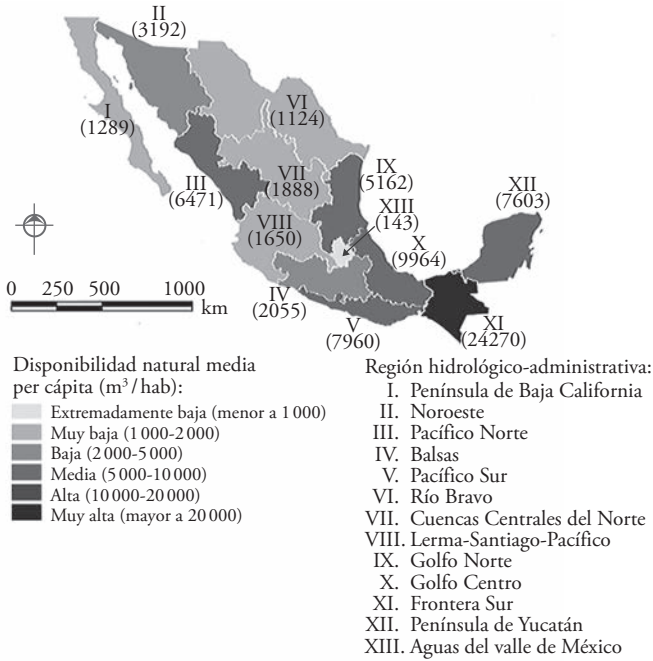 II
(3192)
I
(1289)
VI
(1124)
VII
(1888)
III
(6471)
VIII
(1650)
IX
(5162)
XIII
(143)
X
(9964)
XII
(7603)
IV
(2055)
V
(7960)
XI
(24270)
0 250 500 1000
km
Disponibilidad natural media
per cápita (m³/hab):
Extremadamente baja (menor a 1 000)
Muy baja (1 000-2 000)
Baja (2 000-5 000)
Media (5 000-10 000)
Alta (10 000-20 000)
Muy alta (mayor a 20 000)
Región hidrológico-administrativa:
I. Península de Baja California
II. Noroeste
III. Pacífico Norte
IV. Balsas
V. Pacífico Sur
VI. Río Bravo
VII. Cuencas Centrales del Norte
VIII. Lerma-Santiago-Pacífico
IX. Golfo Norte
X. Golfo Centro
XI. Frontera Sur
XII. Península de Yucatán
XIII. Aguas del valle de México